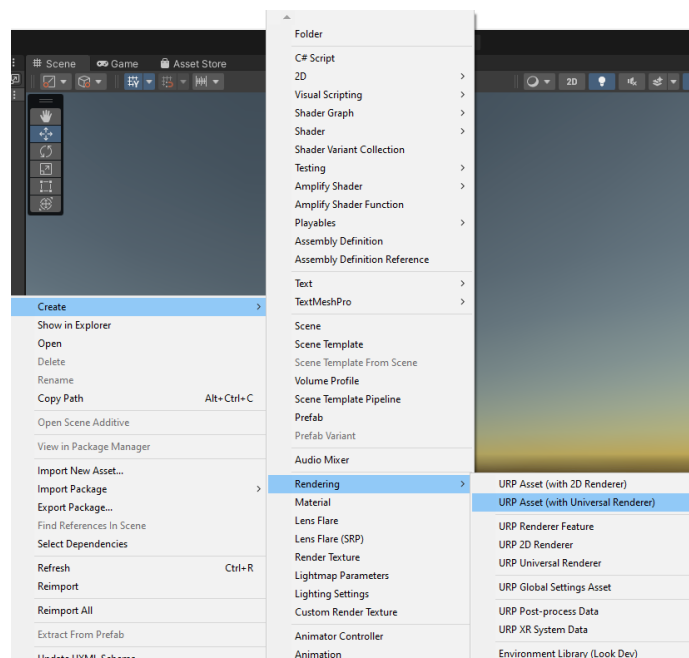 Scene
Game
Asset Store
2D
Folder
C# Script
2D
Visual Scripting
Shader Graph
Shader
Shader Variant Collection
Testing
Amplify Shader
Amplify Shader Function
Playables
Assembly Definition
Assembly Definition Reference
Text
TextMeshPro
Scene
Scene Template
Scene Template From Scene
Volume Profile
Scene Template Pipeline
Prefab
Prefab Variant
Audio Mixer
Rendering
Material
Lens Flare
Lens Flare (SRP)
Render Texture
Lightmap Parameters
Lighting Settings
Custom Render Texture
Animator Controller
Animation
Create
Show in Explorer
Open
Delete
Rename
Copy Path Alt+Ctrl+C
Open Scene Additive
View in Package Manager
Import New Asset...
Import Package
Export Package...
Find References In Scene
Select Dependencies
Refresh Ctrl+R
Reimport
Reimport All
Extract From Prefab
Update UXML Schema
URP Asset (with 2D Renderer)
URP Asset (with Universal Renderer)
URP Renderer Feature
URP 2D Renderer
URP Universal Renderer
URP Global Settings Asset
URP Post-process Data
URP XR System Data
Environment Library (Look Dev)